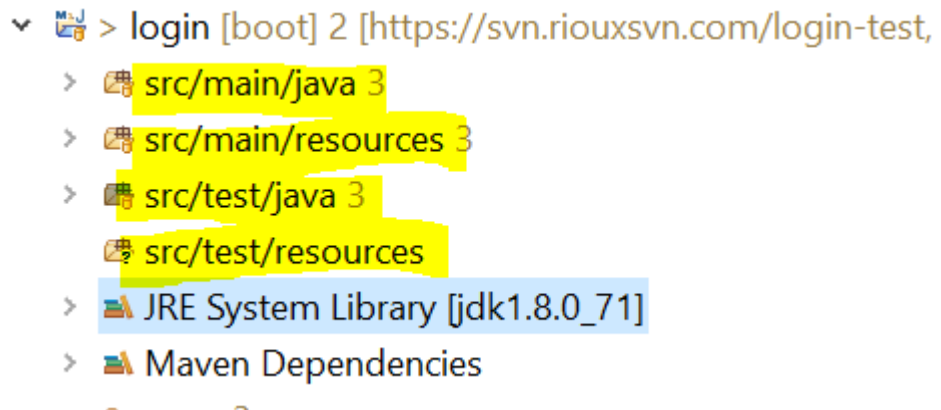 > login [boot] 2 [https://svn.riouxsvn.com/login-test,
src/main/java 3
src/main/resources 3
src/test/java 3
src/test/resources
JRE System Library [jdk1.8.0_71]
Maven Dependencies